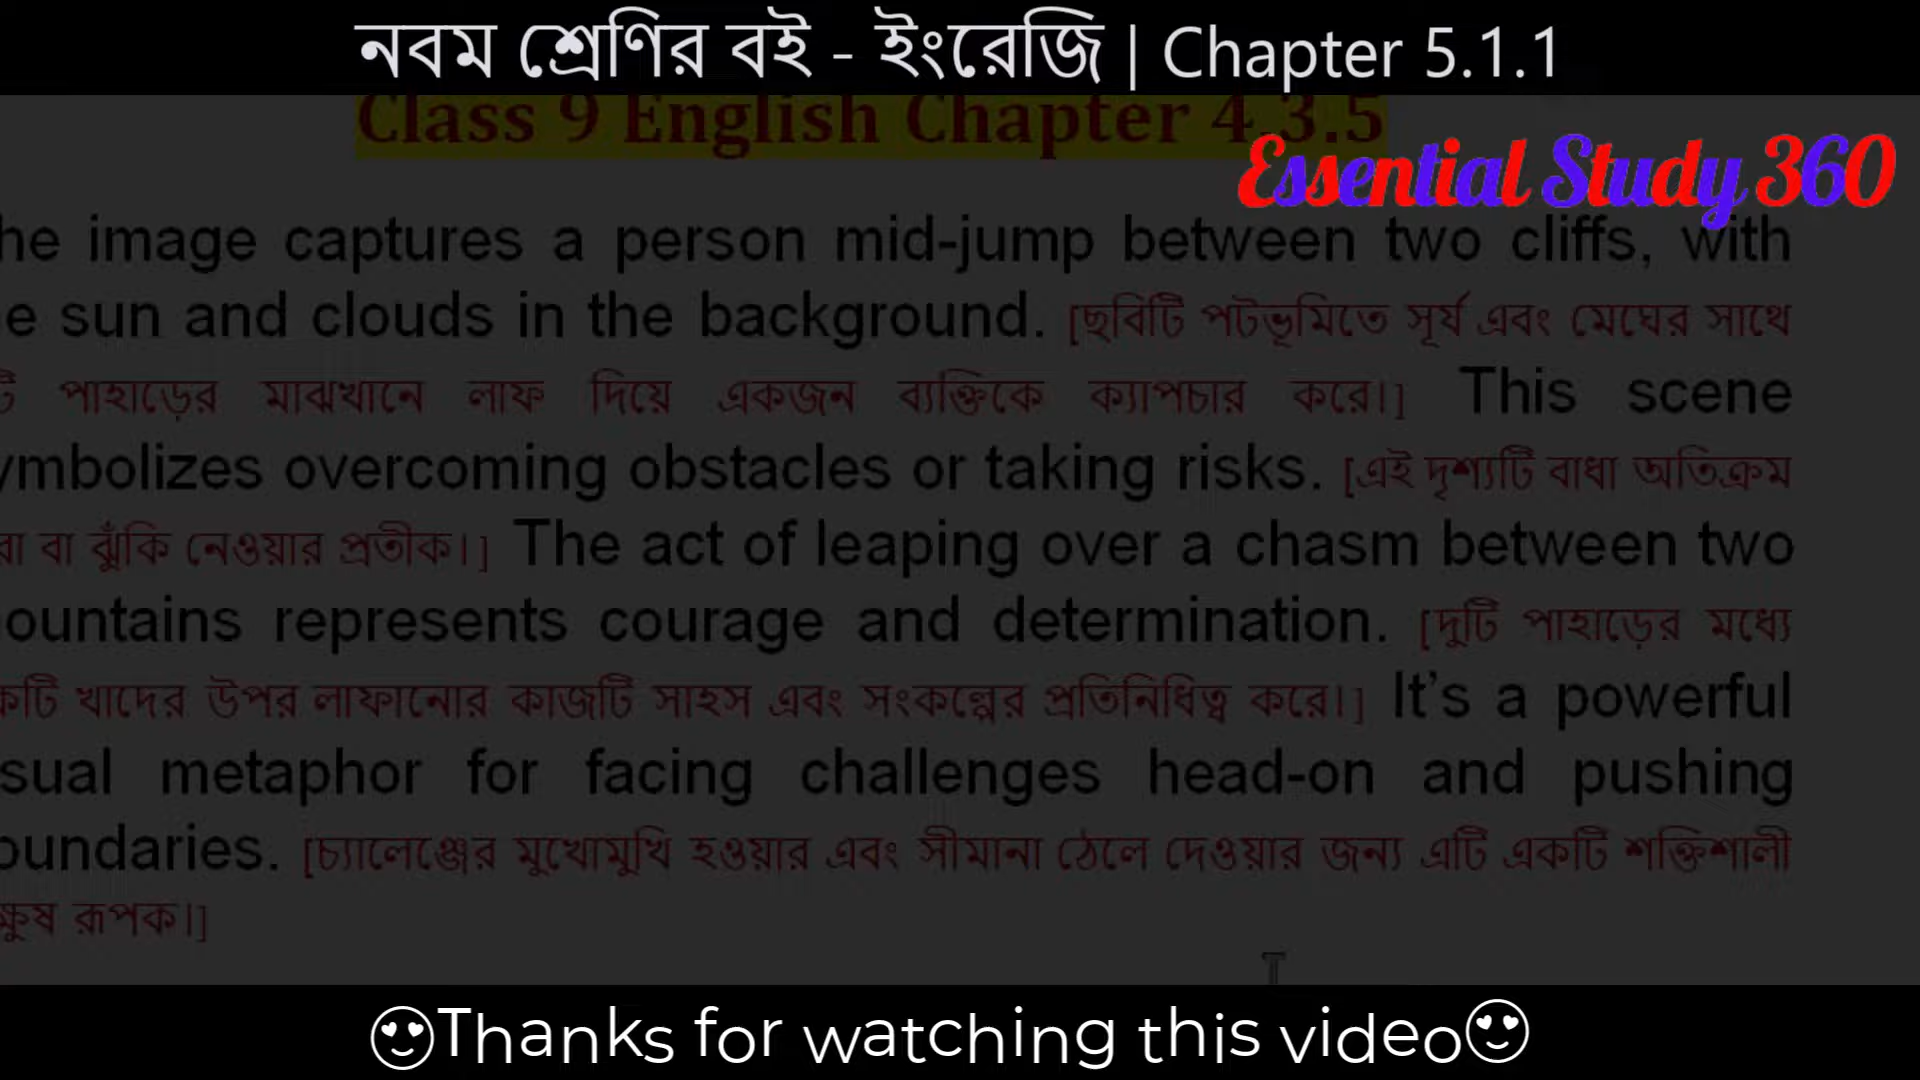 নবম শ্রেণির বই - ইংরেজি | Chapter 5.1.1
Class 9 English Chapter 4.3.5
Essential Study 360
he image captures a person mid-jump between two cliffs, with
e sun and clouds in the background. [ছবিটি পটভূমিতে সূর্য এবং মেঘের সাথে
টি পাহাড়ের মাঝখানে লাফ দিয়ে একজন ব্যক্তিকে ক্যাপচার করে।] This scene
ymbolizes overcoming obstacles or taking risks. [এই দৃশ্যটি বাধা অতিক্রম
রা বা ঝুঁকি নেওয়ার প্রতীক।] The act of leaping over a chasm between two
ountains represents courage and determination. [দুটি পাহাড়ের মধ্যে
কটি খাদের উপর লাফানোর কাজটি সাহস এবং সংকল্পের প্রতিনিধিত্ব করে।] It’s a powerful
sual metaphor for facing challenges head-on and pushing
oundaries. [চ্যালেঞ্জের মুখোমুখি হওয়ার এবং সীমানা ঠেলে দেওয়ার জন্য এটি একটি শক্তিশালী
ক্ষুষ রূপক।]
😍Thanks for watching this video😍